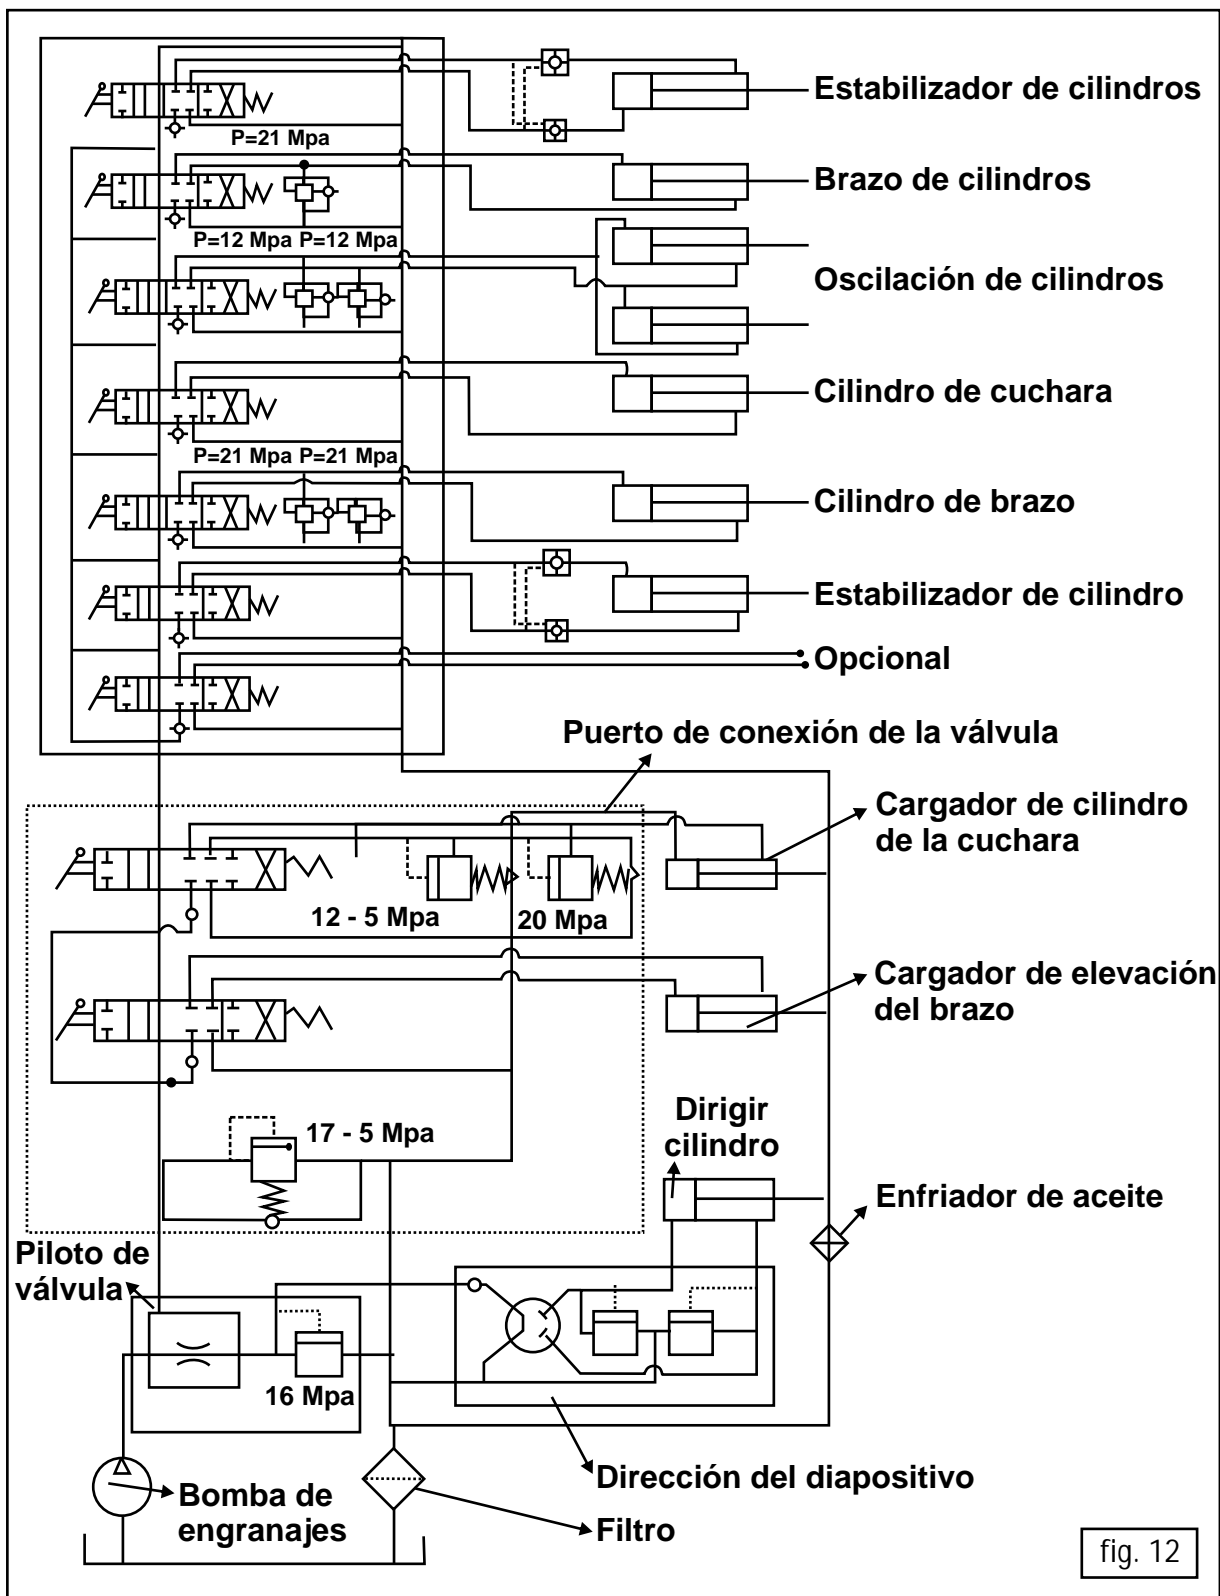 Estabilizador de cilindros
P=21 Mpa
Brazo de cilindros
P=12 Mpa P=12 Mpa
Oscilación de cilindros
Cilindro de cuchara
P=21 Mpa P=21 Mpa
Cilindro de brazo
Estabilizador de cilindro
Opcional
Puerto de conexión de la válvula
Cargador de cilindro
de la cuchara
12 - 5 Mpa
20 Mpa
Cargador de elevación
del brazo
Dirigir
cilindro
17 - 5 Mpa
Enfriador de aceite
Piloto de
válvula
16 Mpa
Dirección del diapositivo
Bomba de
engranajes
Filtro
fig. 12